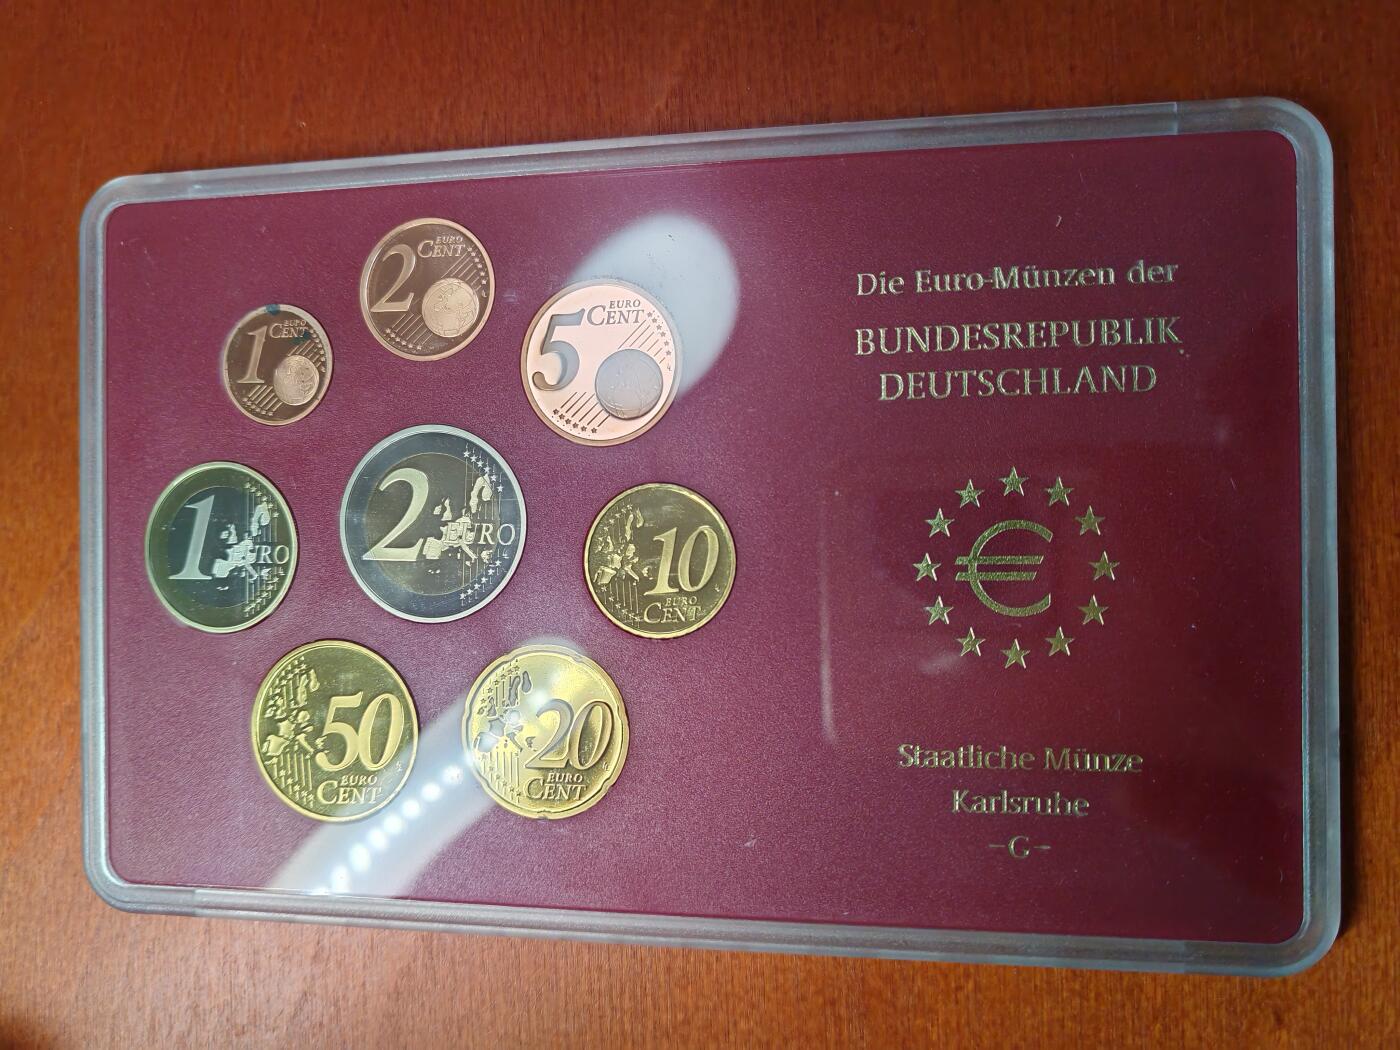 2 EURO CENT
1 EURO CENT
5 EURO CENT
1 EURO
2 EURO
10 EURO CENT
50 EURO CENT
20 EURO CENT
Die Euro-Münzen der
BUNDESREPUBLIK
DEUTSCHLAND
€
Staatliche Münze
Karlsruhe
-G-